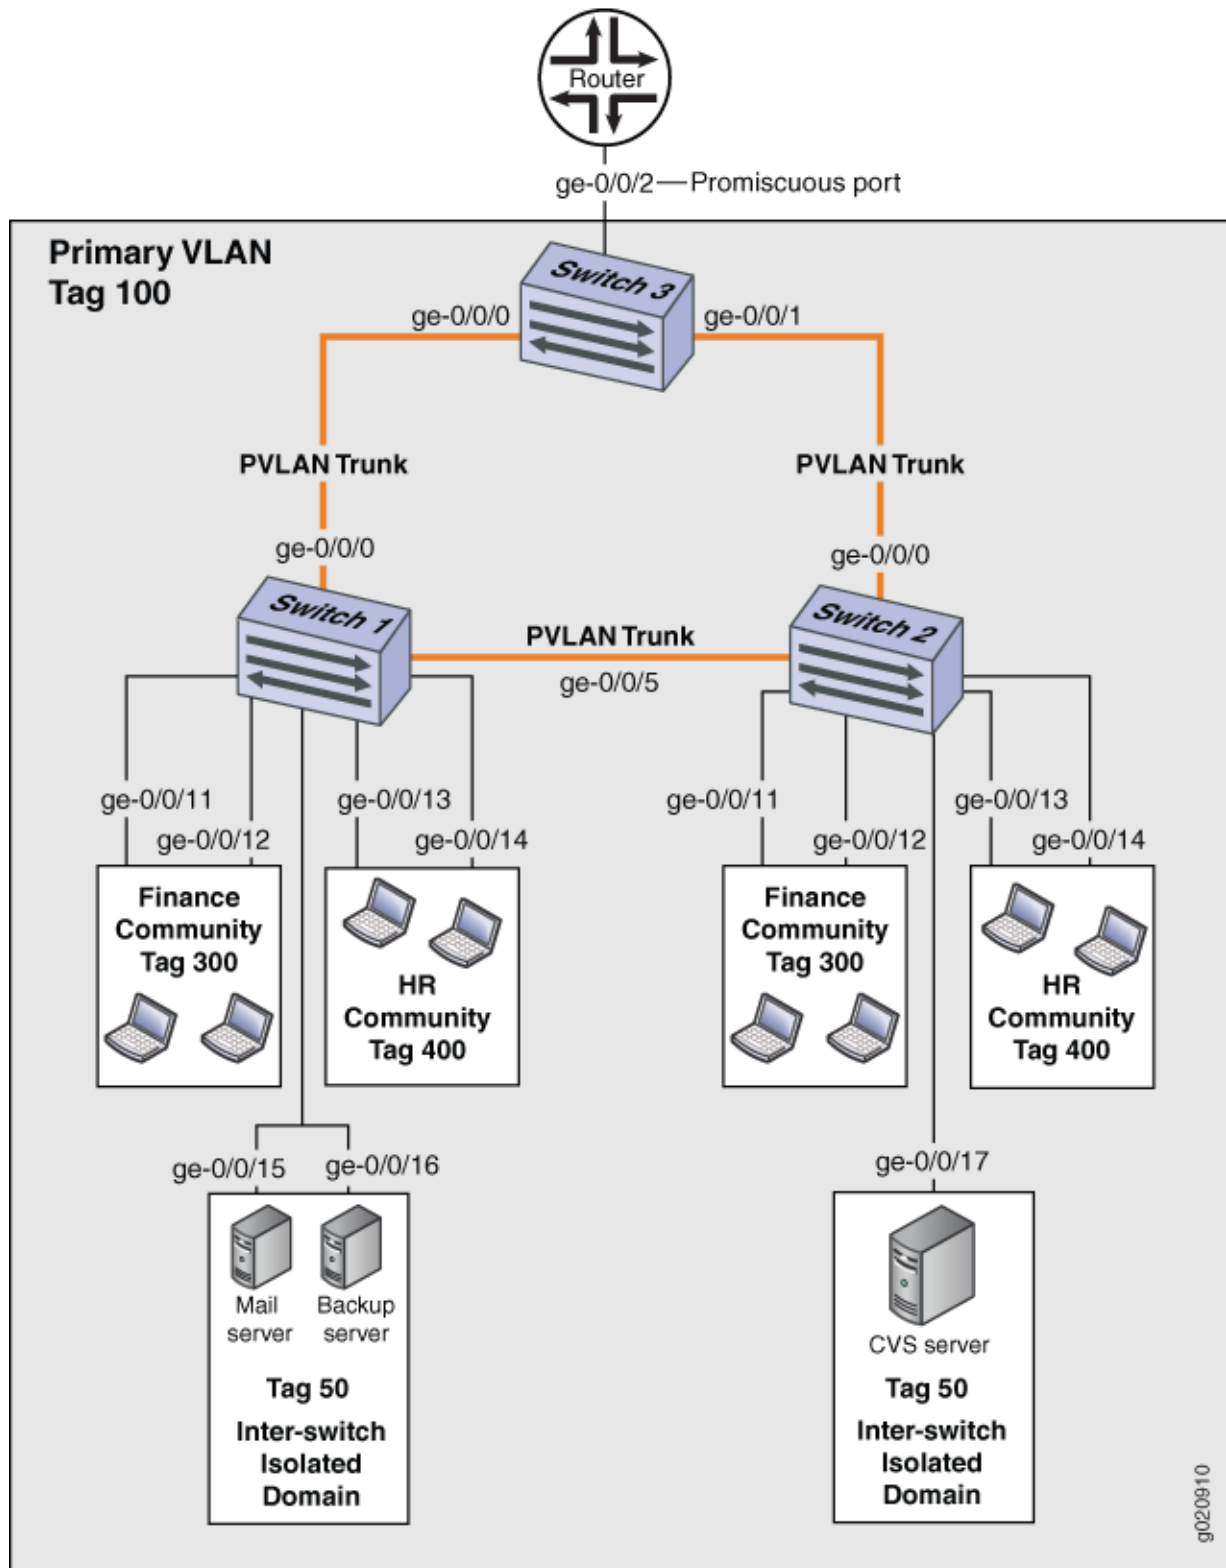 Router
ge-0/0/2
Promiscuous port
Primary VLAN
Tag 100
Switch 3
ge-0/0/0
ge-0/0/1
PVLAN Trunk
PVLAN Trunk
ge-0/0/0
ge-0/0/0
Switch 1
PVLAN Trunk
ge-0/0/5
Switch 2
ge-0/0/11
ge-0/0/12
ge-0/0/13
ge-0/0/14
ge-0/0/11
ge-0/0/12
ge-0/0/13
ge-0/0/14
Finance
Community
Tag 300
HR
Community
Tag 400
Finance
Community
Tag 300
HR
Community
Tag 400
ge-0/0/15
ge-0/0/16
Mail
server
Backup
server
Tag 50
Inter-switch
Isolated
Domain
ge-0/0/17
CVS server
Tag 50
Inter-switch
Isolated
Domain
g020910